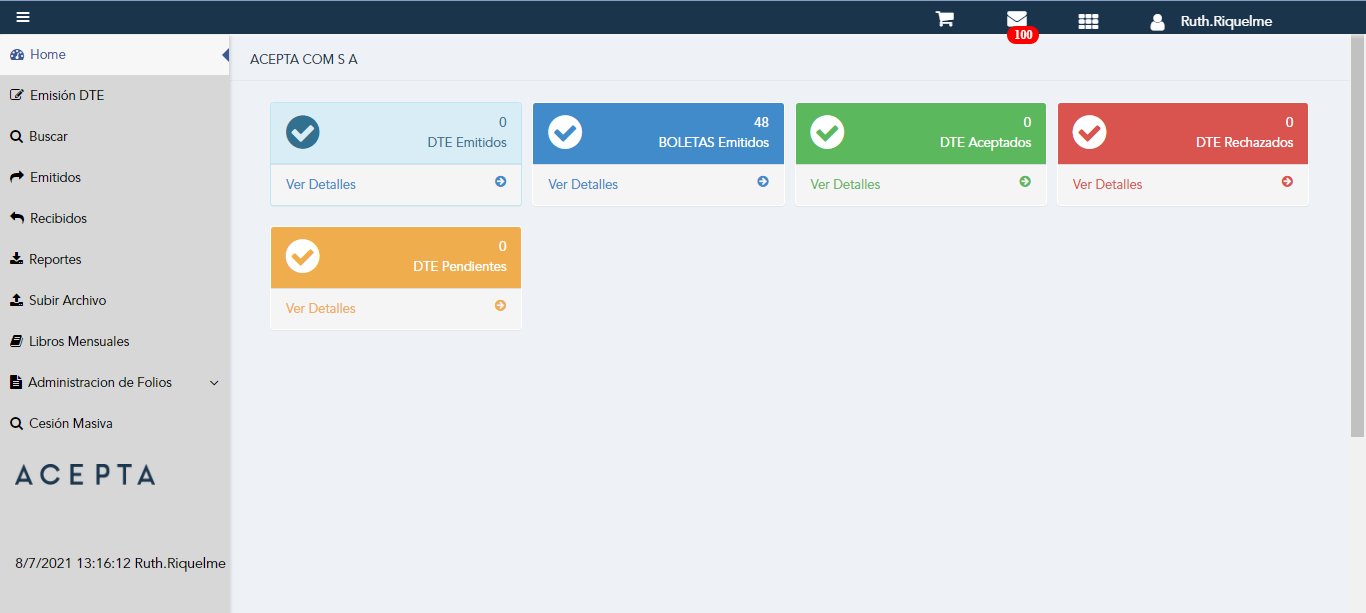 Ruth.Riquelme
100
Home
Emisión DTE
Buscar
Emitidos
Recibidos
Reportes
Subir Archivo
Libros Mensuales
Administracion de Folios
Cesión Masiva
ACEPTA
8/7/2021 13:16:12 Ruth.Riquelme
ACEPTA COM S A
0
DTE Emitidos
Ver Detalles
48
BOLETAS Emitidos
Ver Detalles
0
DTE Aceptados
Ver Detalles
0
DTE Rechazados
Ver Detalles
0
DTE Pendientes
Ver Detalles